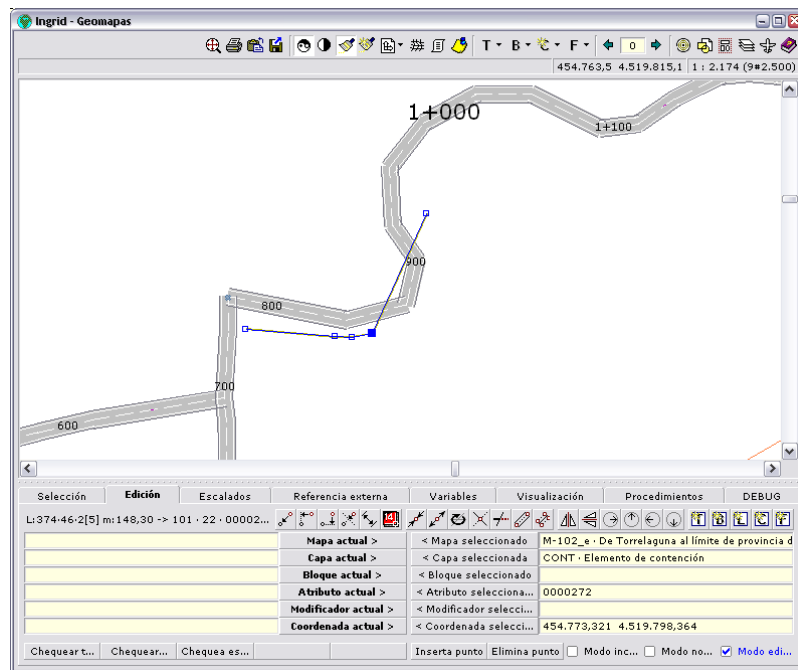 Ingrid - Geomapas
T B C F 0
454.763,5 4.519.815,1 1 : 2.174 (9#2.500)
1+000
1+100
900
800
700
600
Selección Edición Escalados Referencia externa Variables Visualización Procedimientos DEBUG
L:374·46·2[5] m:148,30 -> 101 · 22 · 00002...
Mapa actual > < Mapa seleccionado M-102_e · De Torrelaguna al límite de provincia d
Capa actual > < Capa seleccionada CONT · Elemento de contención
Bloque actual > < Bloque seleccionado
Atributo actual > < Atributo selecciona... 0000272
Modificador actual > < Modificador selecci...
Coordenada actual > < Coordenada selecci... 454.773,321 4.519.798,364
Chequear t... Chequear... Chequea es... Inserta punto Elimina punto Modo inc... Modo no... Modo edi...